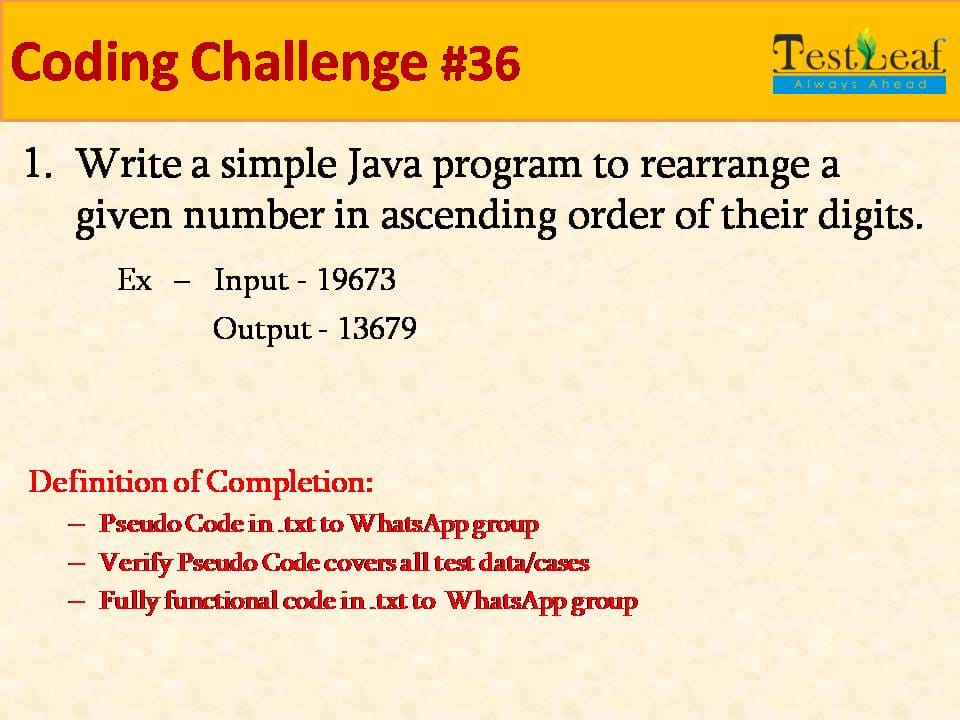 Coding Challenge #36
TestLeaf
Always Ahead
1. Write a simple Java program to rearrange a
given number in ascending order of their digits.
Ex – Input - 19673
Output - 13679
Definition of Completion:
– Pseudo Code in .txt to WhatsApp group
– Verify Pseudo Code covers all test data/cases
– Fully functional code in .txt to WhatsApp group